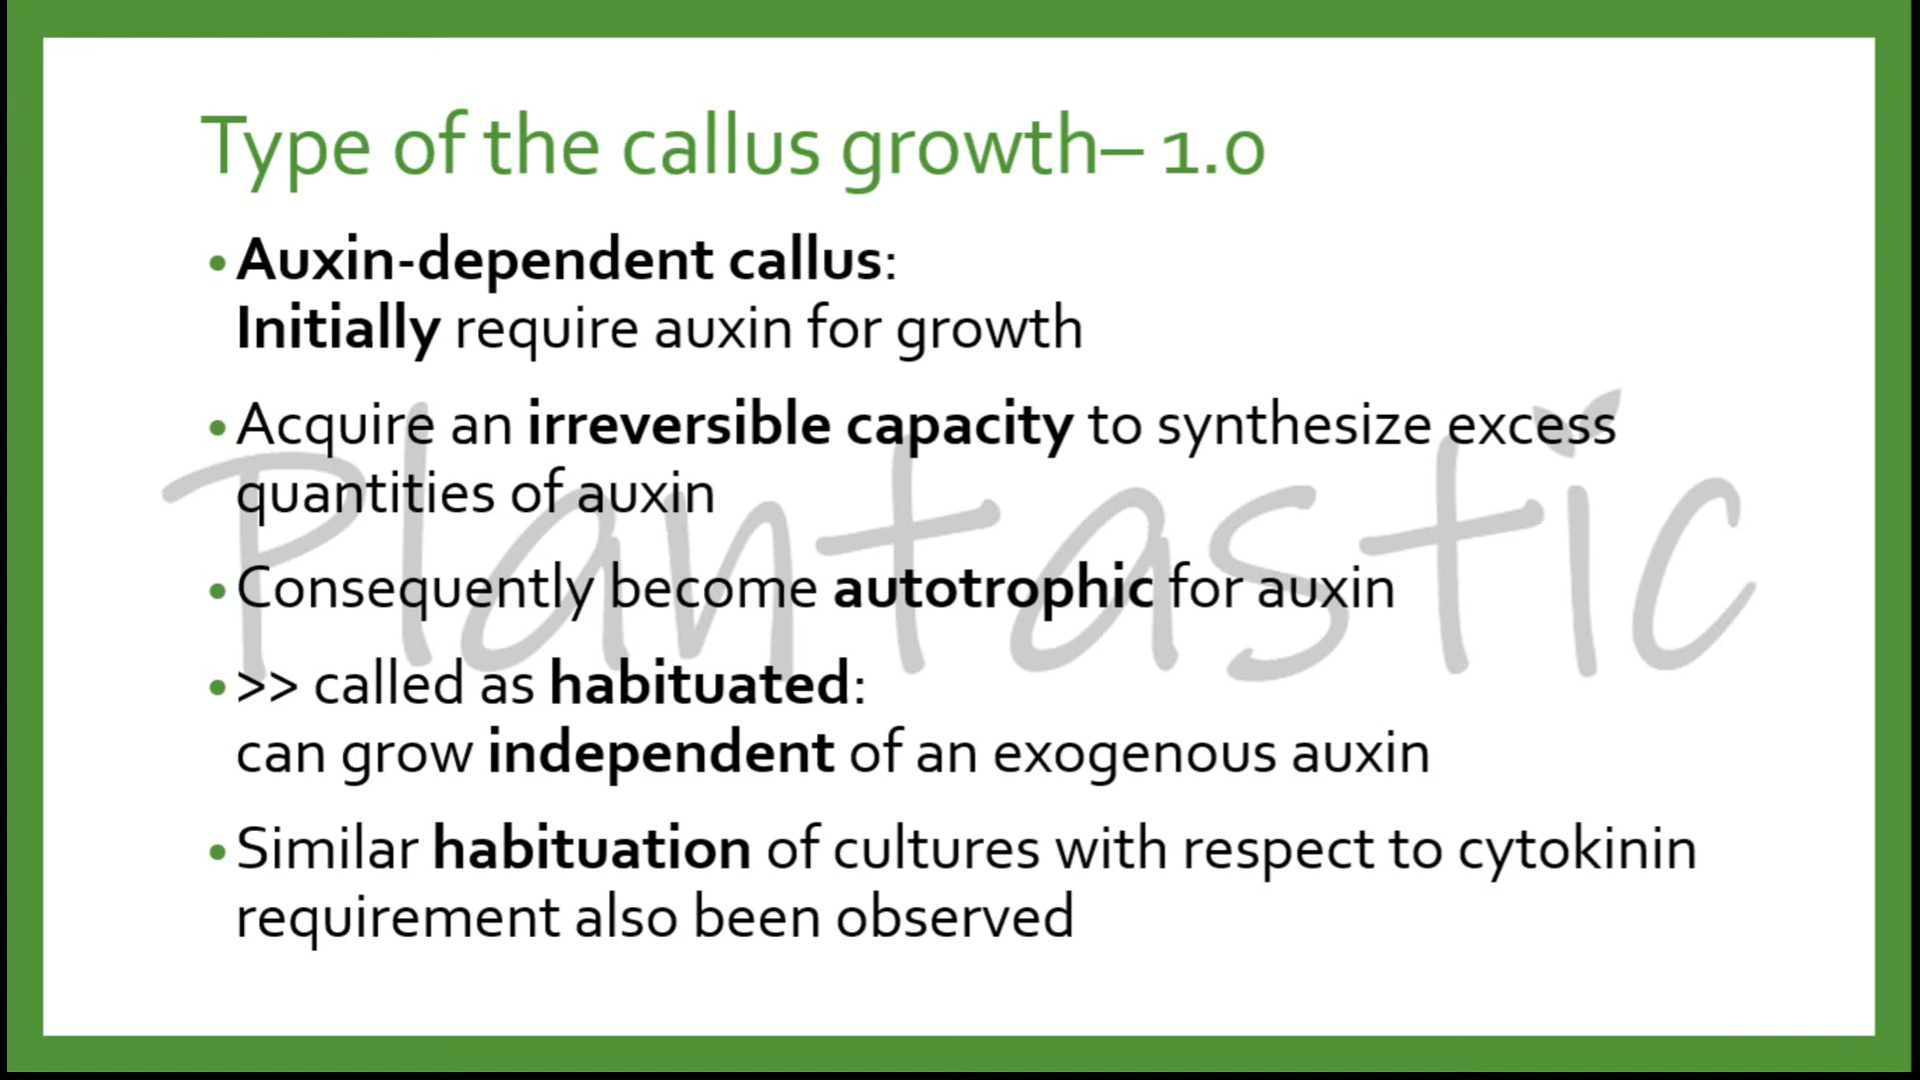 Type of the callus growth– 1.0
• Auxin-dependent callus:
Initially require auxin for growth
• Acquire an irreversible capacity to synthesize excess
quantities of auxin
• Consequently become autotrophic for auxin
• >> called as habituated:
can grow independent of an exogenous auxin
• Similar habituation of cultures with respect to cytokinin
requirement also been observed
Plantastic